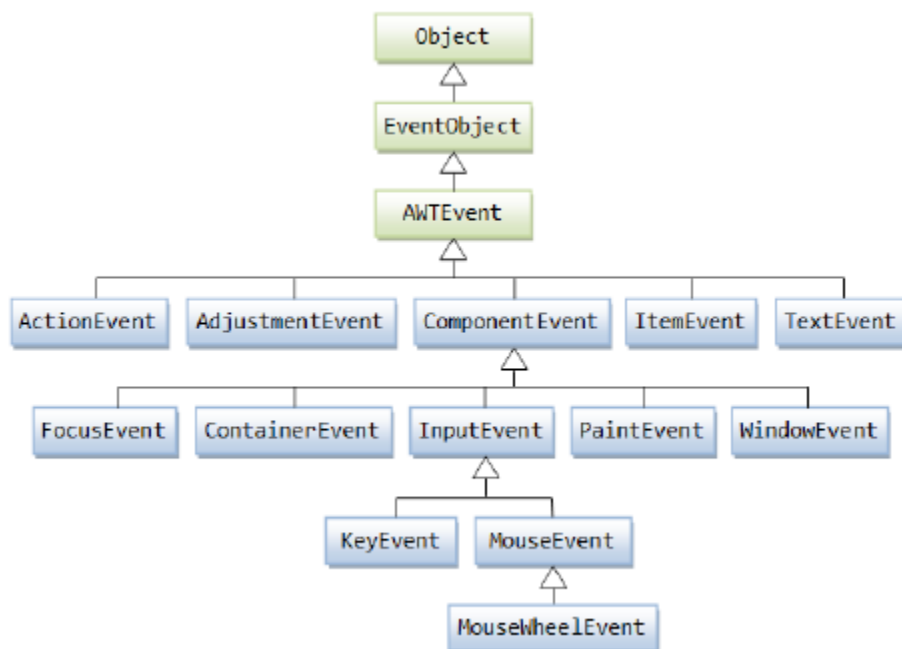 Object
EventObject
AWTEvent
ActionEvent AdjustmentEvent ComponentEvent ItemEvent TextEvent
FocusEvent ContainerEvent InputEvent PaintEvent WindowEvent
KeyEvent MouseEvent
MouseWheelEvent